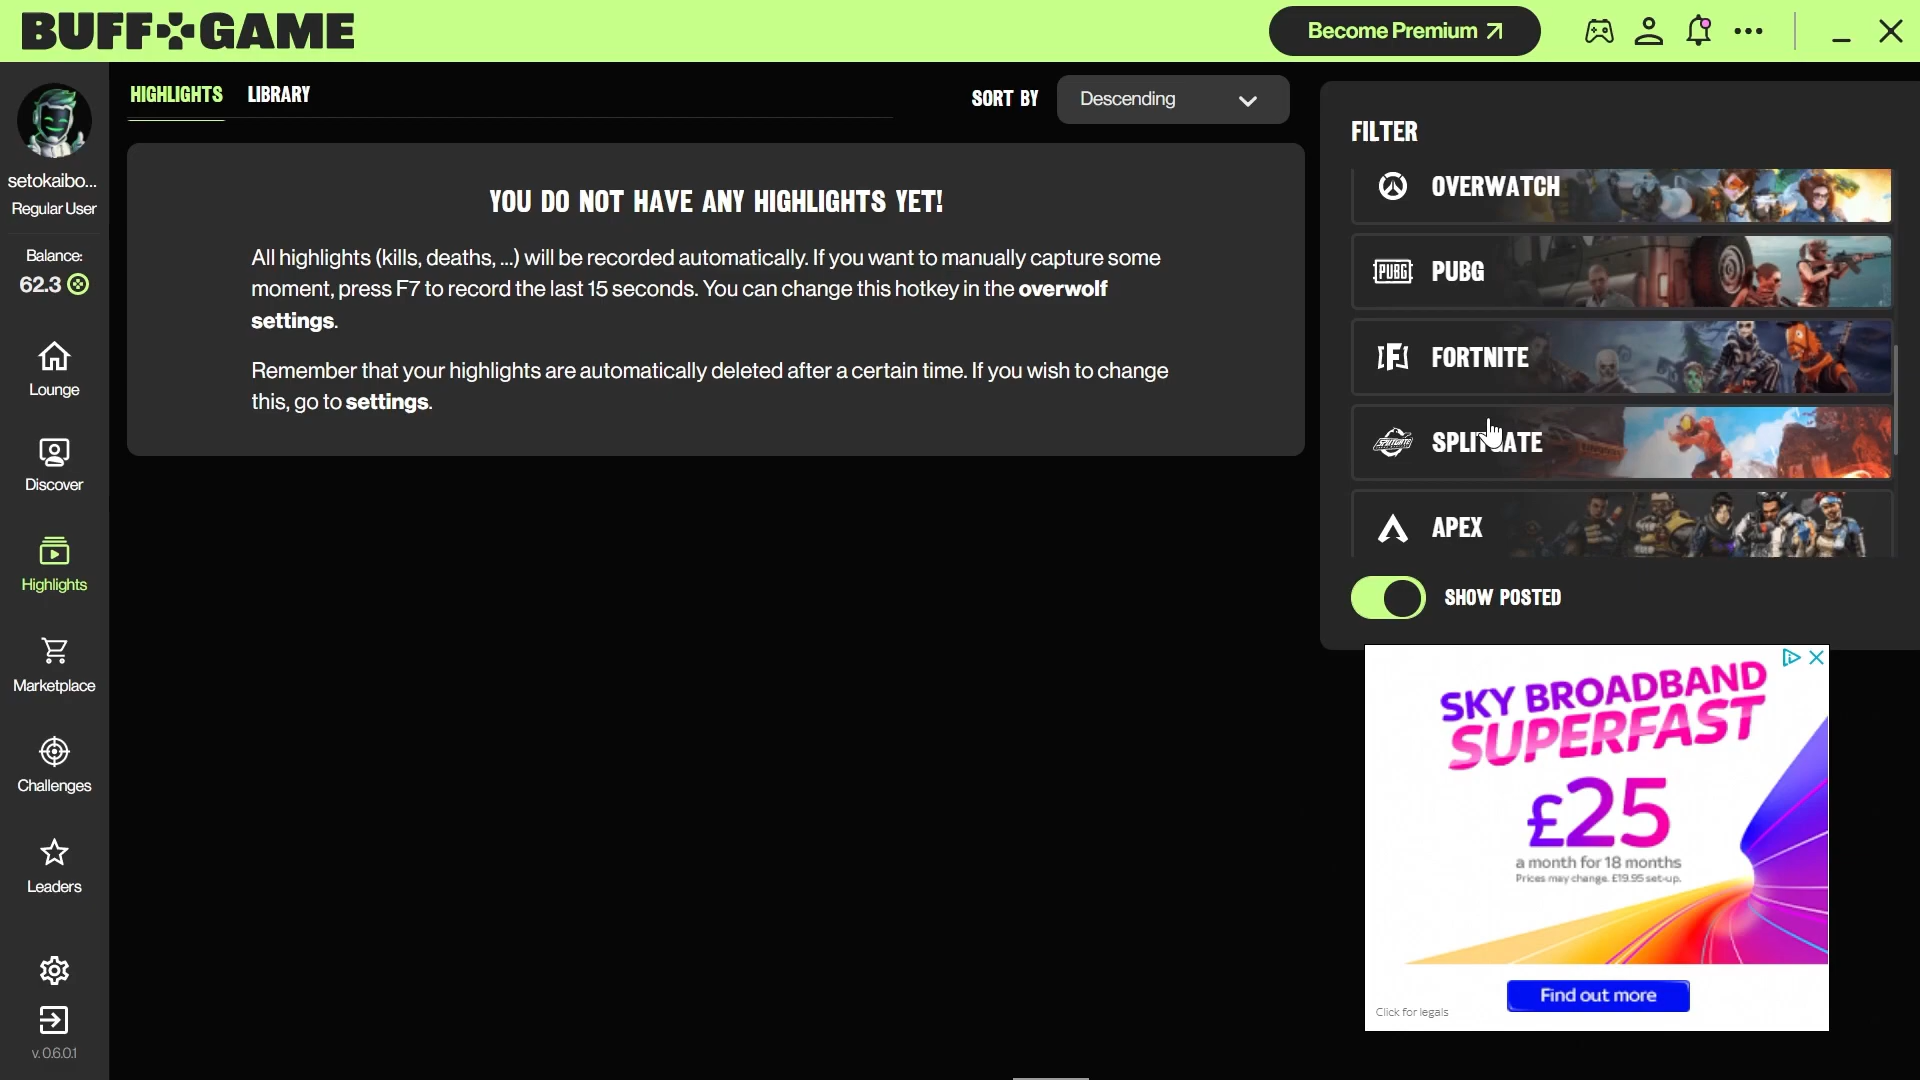 BUFF GAME
Become Premium
setokaibo...
Regular User
Balance:
62.3
Lounge
Discover
Highlights
Marketplace
Challenges
Leaders
v. 0.6.0.1
HIGHLIGHTS
LIBRARY
SORT BY
Descending
YOU DO NOT HAVE ANY HIGHLIGHTS YET!
All highlights (kills, deaths, ...) will be recorded automatically. If you want to manually capture some
moment, press F7 to record the last 15 seconds. You can change this hotkey in the overwolf
settings.
Remember that your highlights are automatically deleted after a certain time. If you wish to change
this, go to settings.
FILTER
OVERWATCH
PUBG
PUBG
FORTNITE
SPLITGATE
SPLITGATE
APEX
SHOW POSTED
SKY BROADBAND
SUPERFAST
£25
a month for 18 months
Prices may change. £19.95 set-up.
Find out more
Click for legals